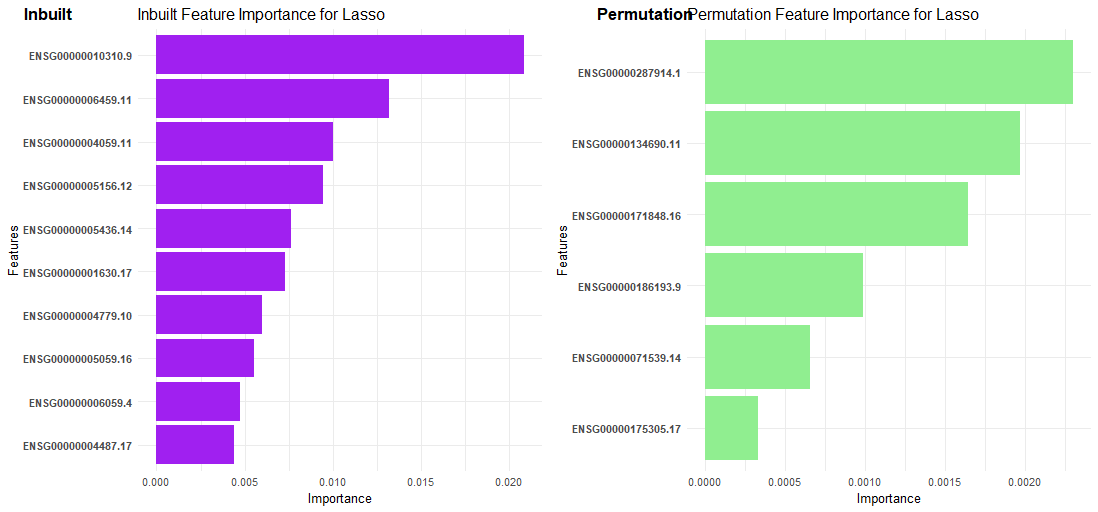 Inbuilt
Inbuilt Feature Importance for Lasso
Features
ENSG00000010310.9
ENSG00000006459.11
ENSG00000004059.11
ENSG00000005156.12
ENSG00000005436.14
ENSG00000001630.17
ENSG00000004779.10
ENSG00000005059.16
ENSG00000006059.4
ENSG00000004487.17
0.000 0.005 0.010 0.015 0.020
Importance
Permutation
Permutation Feature Importance for Lasso
Features
ENSG00000287914.1
ENSG00000134690.11
ENSG00000171848.16
ENSG00000186193.9
ENSG00000071539.14
ENSG00000175305.17
0.0000 0.0005 0.0010 0.0015 0.0020
Importance